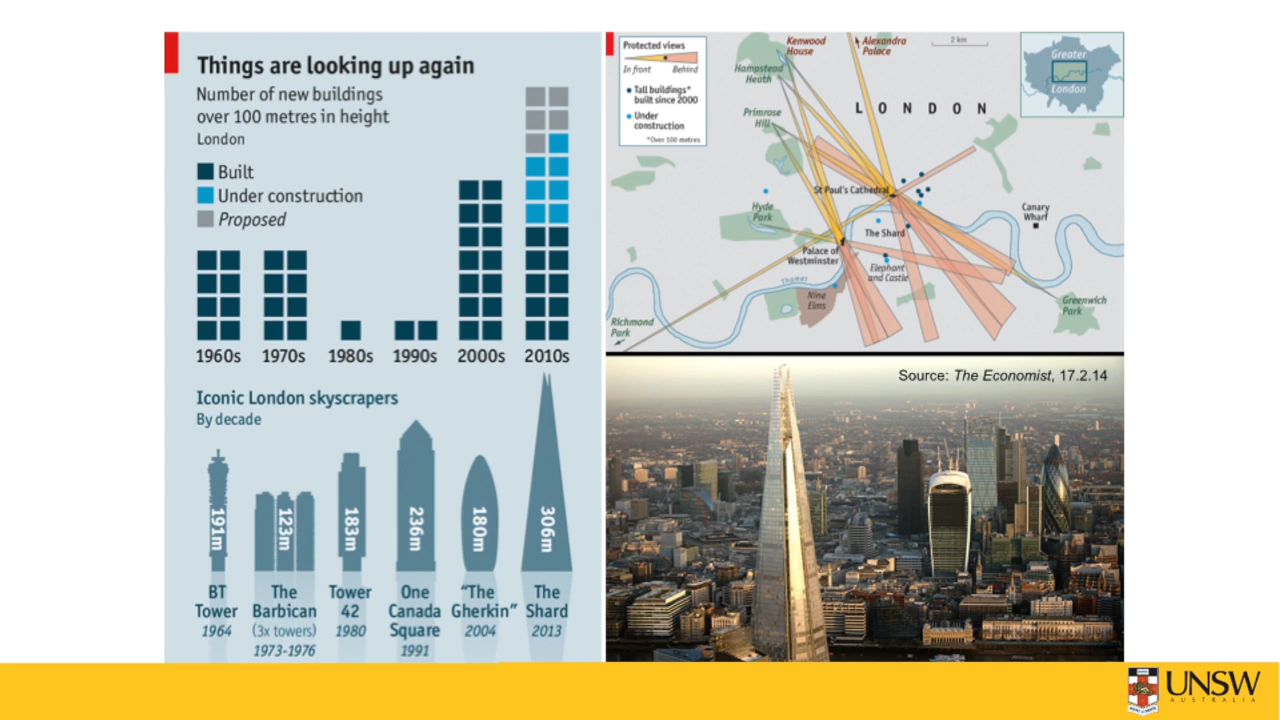 Things are looking up again
Number of new buildings
over 100 metres in height
London
Built
Under construction
Proposed
1960s 1970s 1980s 1990s 2000s 2010s
Iconic London skyscrapers
By decade
191m
123m
183m
236m
180m
306m
BT
Tower
1964
The
Barbican
(3x towers)
1973-1976
Tower
42
1980
One
Canada
Square
1991
“The
Gherkin”
2004
The
Shard
2013
Protected views
In front Behind
Tall buildings*
built since 2000
Under
construction
*Over 100 metres
Kenwood
House
Alexandra
Palace
2 km
Greater
London
Hampstead
Heath
Primrose
Hill
LONDON
St Paul's Cathedral
Hyde
Park
Canary
Wharf
The Shard
Palace of
Westminster
Elephant
and Castle
Thames
Nine
Elms
Greenwich
Park
Richmond
Park
Source: The Economist, 17.2.14
UNSW
AUSTRALIA